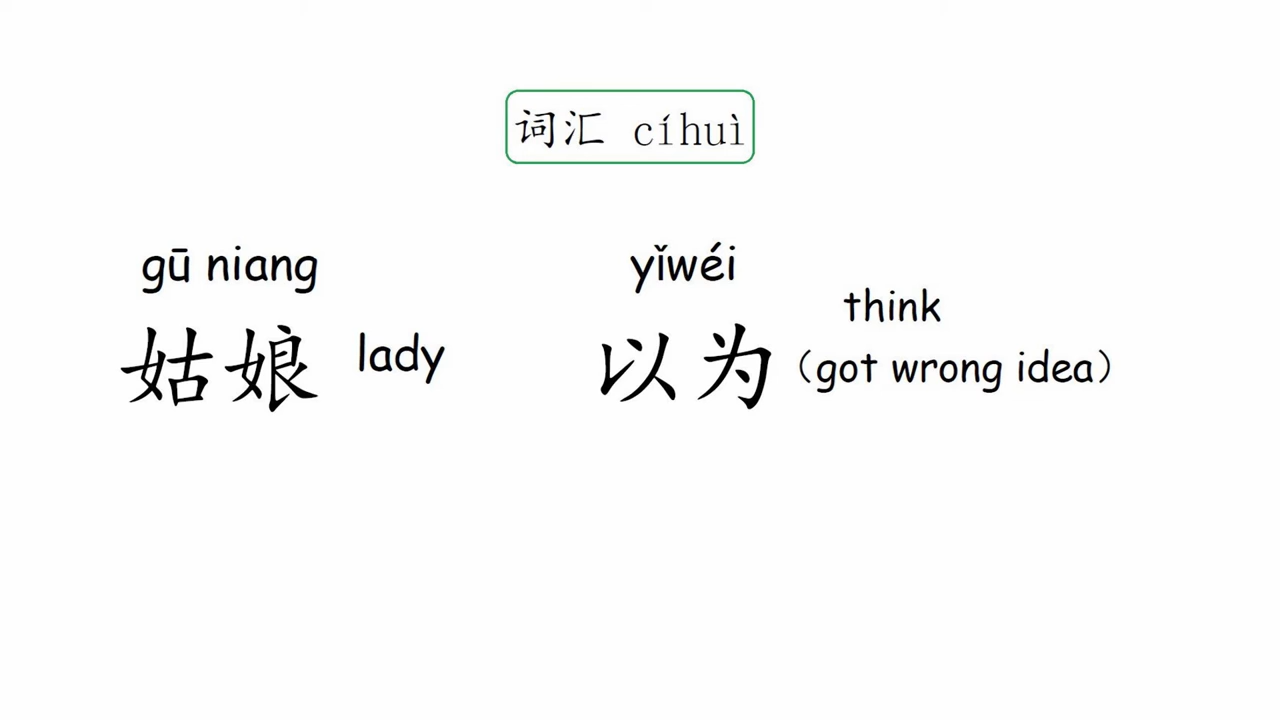 词汇 cíhuì
gū niang
姑娘 lady
yǐwéi
以为 think
（got wrong idea）